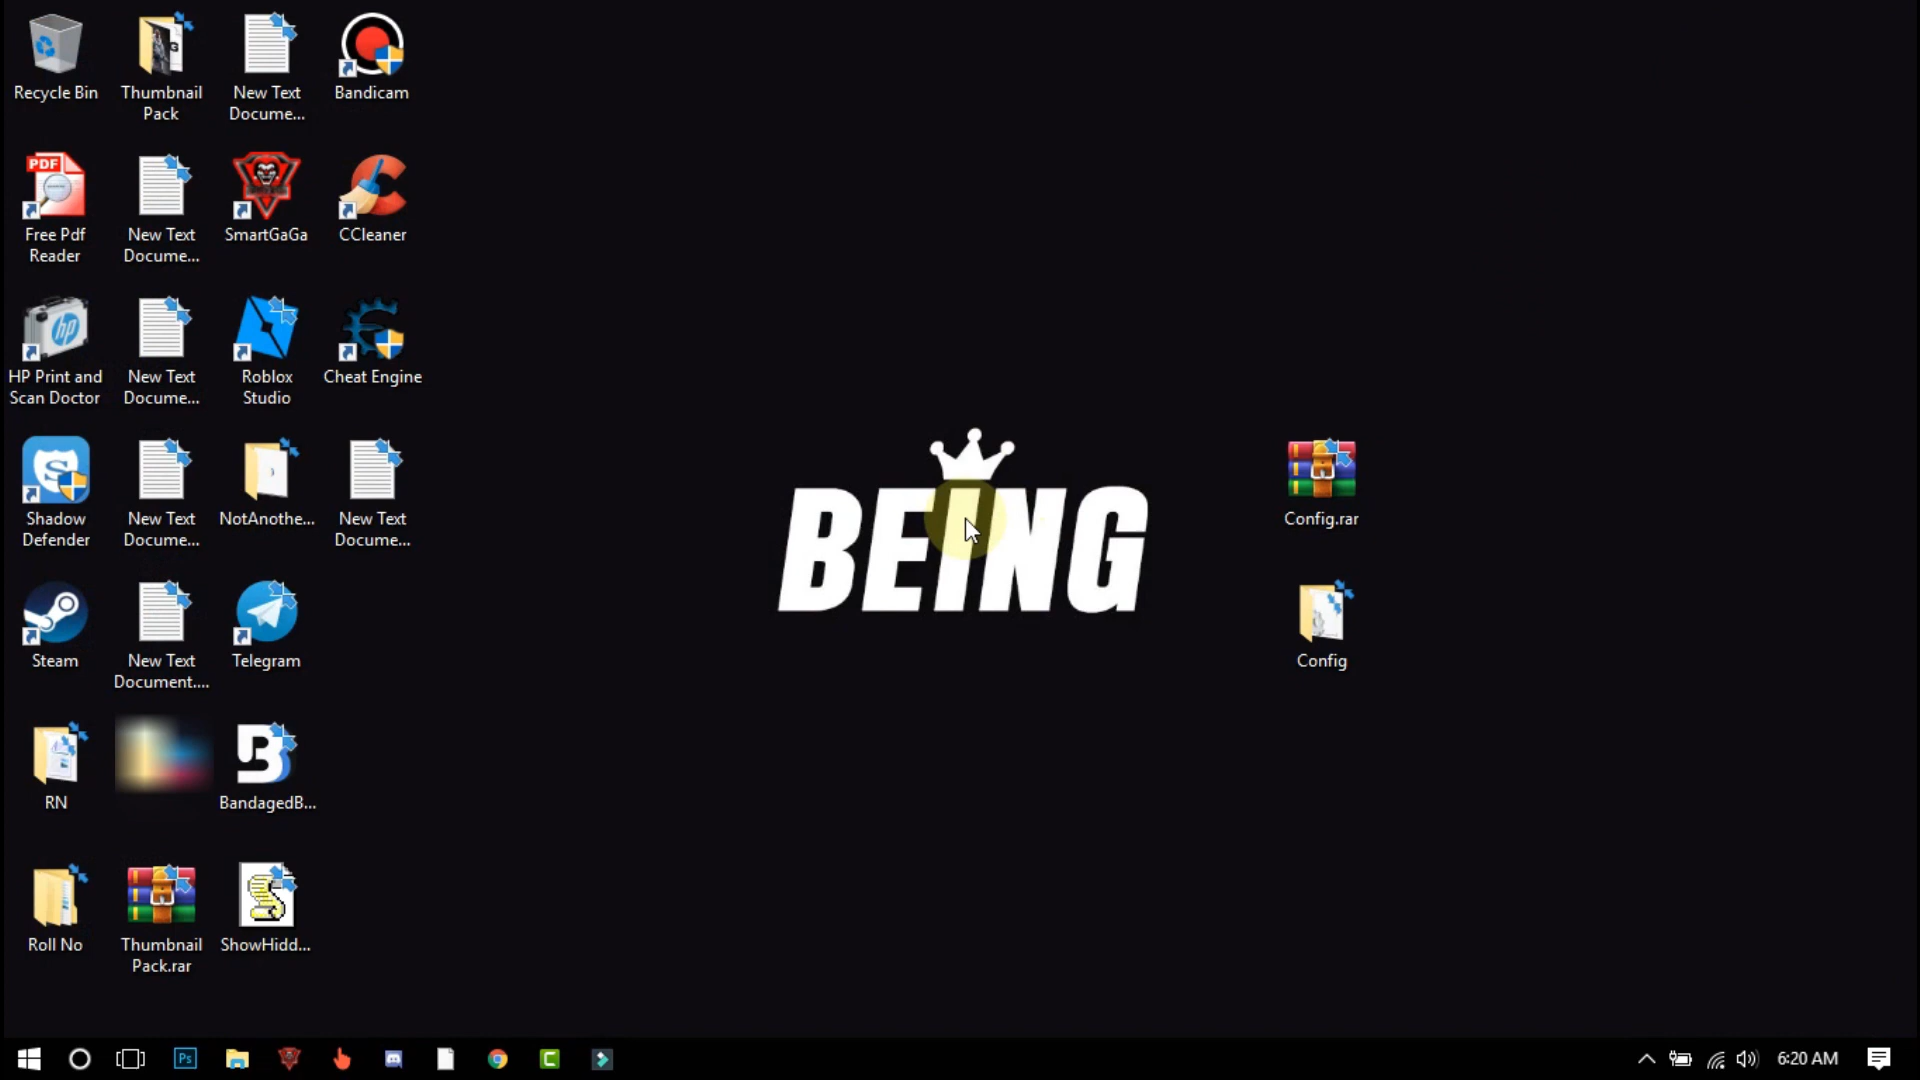 Recycle Bin
Thumbnail
Pack
New Text
Docume...
Bandicam
PDF
Free Pdf
Reader
New Text
Docume...
SmartGaGa
CCleaner
hp
HP Print and
Scan Doctor
New Text
Docume...
Roblox
Studio
Cheat Engine
Shadow
Defender
New Text
Docume...
NotAnothe...
New Text
Docume...
BEING
Config.rar
Steam
New Text
Document....
Telegram
Config
RN
BandagedB...
Roll No
Thumbnail
Pack.rar
ShowHidd...
Ps
6:20 AM